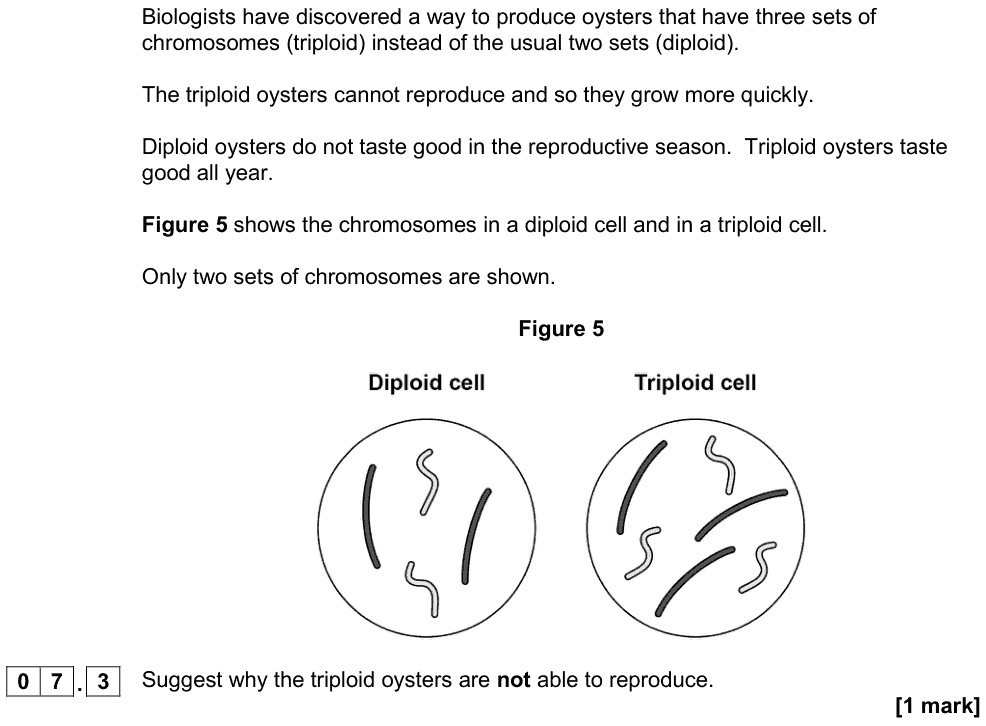 Biologists have discovered a way to produce oysters that have three sets of
chromosomes (triploid) instead of the usual two sets (diploid).
The triploid oysters cannot reproduce and so they grow more quickly.
Diploid oysters do not taste good in the reproductive season. Triploid oysters taste
good all year.
Figure 5 shows the chromosomes in a diploid cell and in a triploid cell.
Only two sets of chromosomes are shown.
Figure 5
Diploid cell Triploid cell
0 7 . 3 Suggest why the triploid oysters are not able to reproduce.
[1 mark]